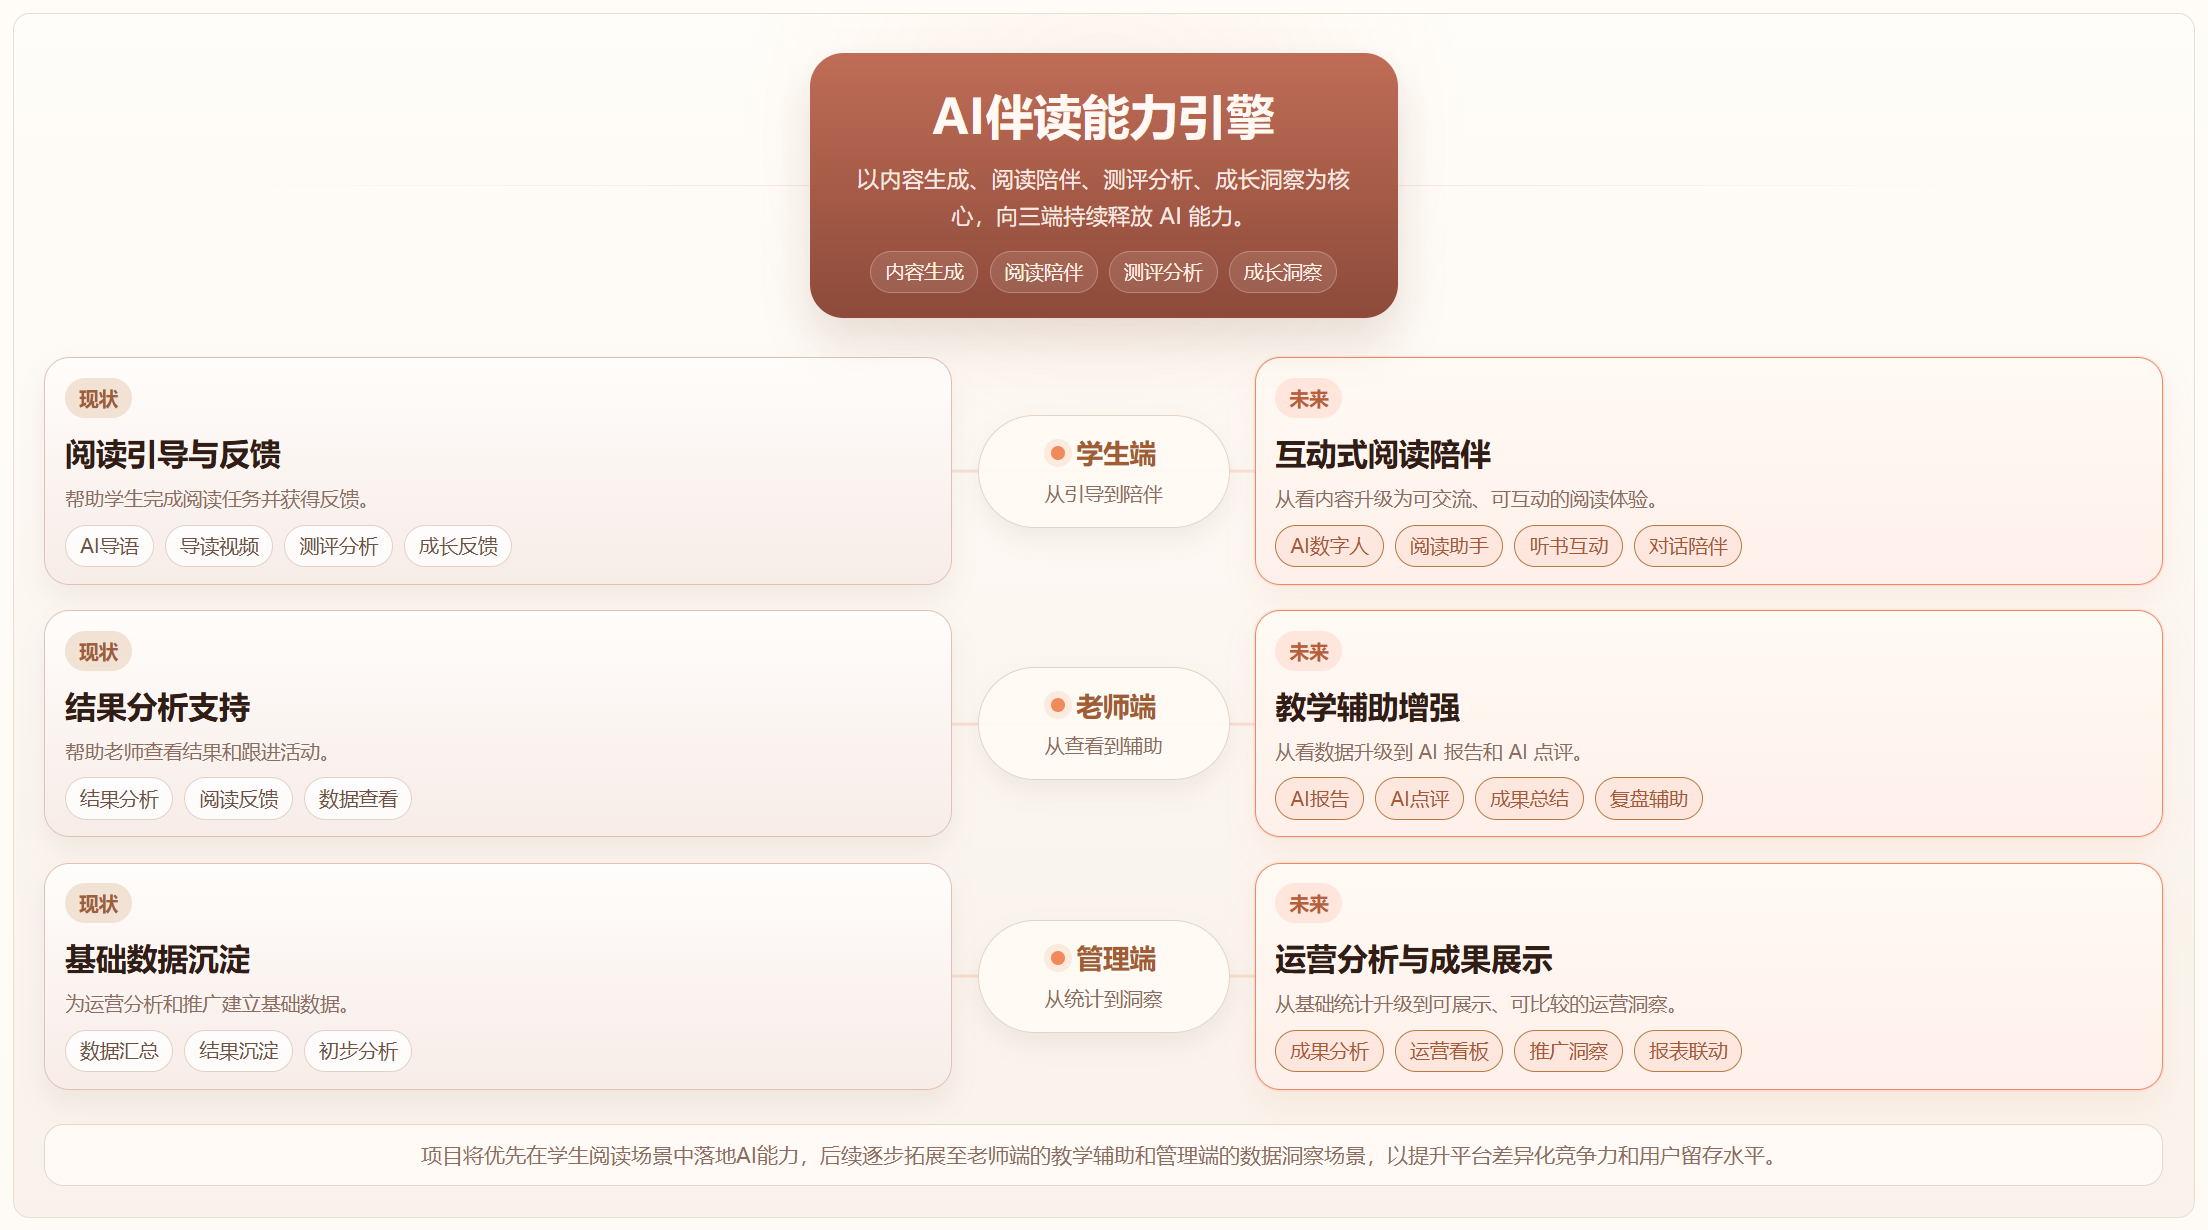 AI伴读能力引擎
以内容生成、阅读陪伴、测评分析、成长洞察为核
心，向三端持续释放 AI 能力。
内容生成 阅读陪伴 测评分析 成长洞察
现状
阅读引导与反馈
帮助学生完成阅读任务并获得反馈。
AI导语 导读视频 测评分析 成长反馈
学生端
从引导到陪伴
未来
互动式阅读陪伴
从看内容升级为可交流、可互动的阅读体验。
AI数字人 阅读助手 听书互动 对话陪伴
现状
结果分析支持
帮助老师查看结果和跟进活动。
结果分析 阅读反馈 数据查看
老师端
从查看到辅助
未来
教学辅助增强
从看数据升级到 AI 报告和 AI 点评。
AI报告 AI点评 成果总结 复盘辅助
现状
基础数据沉淀
为运营分析和推广建立基础数据。
数据汇总 结果沉淀 初步分析
管理端
从统计到洞察
未来
运营分析与成果展示
从基础统计升级到可展示、可比较的运营洞察。
成果分析 运营看板 推广洞察 报表联动
项目将优先在学生阅读场景中落地AI能力，后续逐步拓展至老师端的教学辅助和管理端的数据洞察场景，以提升平台差异化竞争力和用户留存水平。